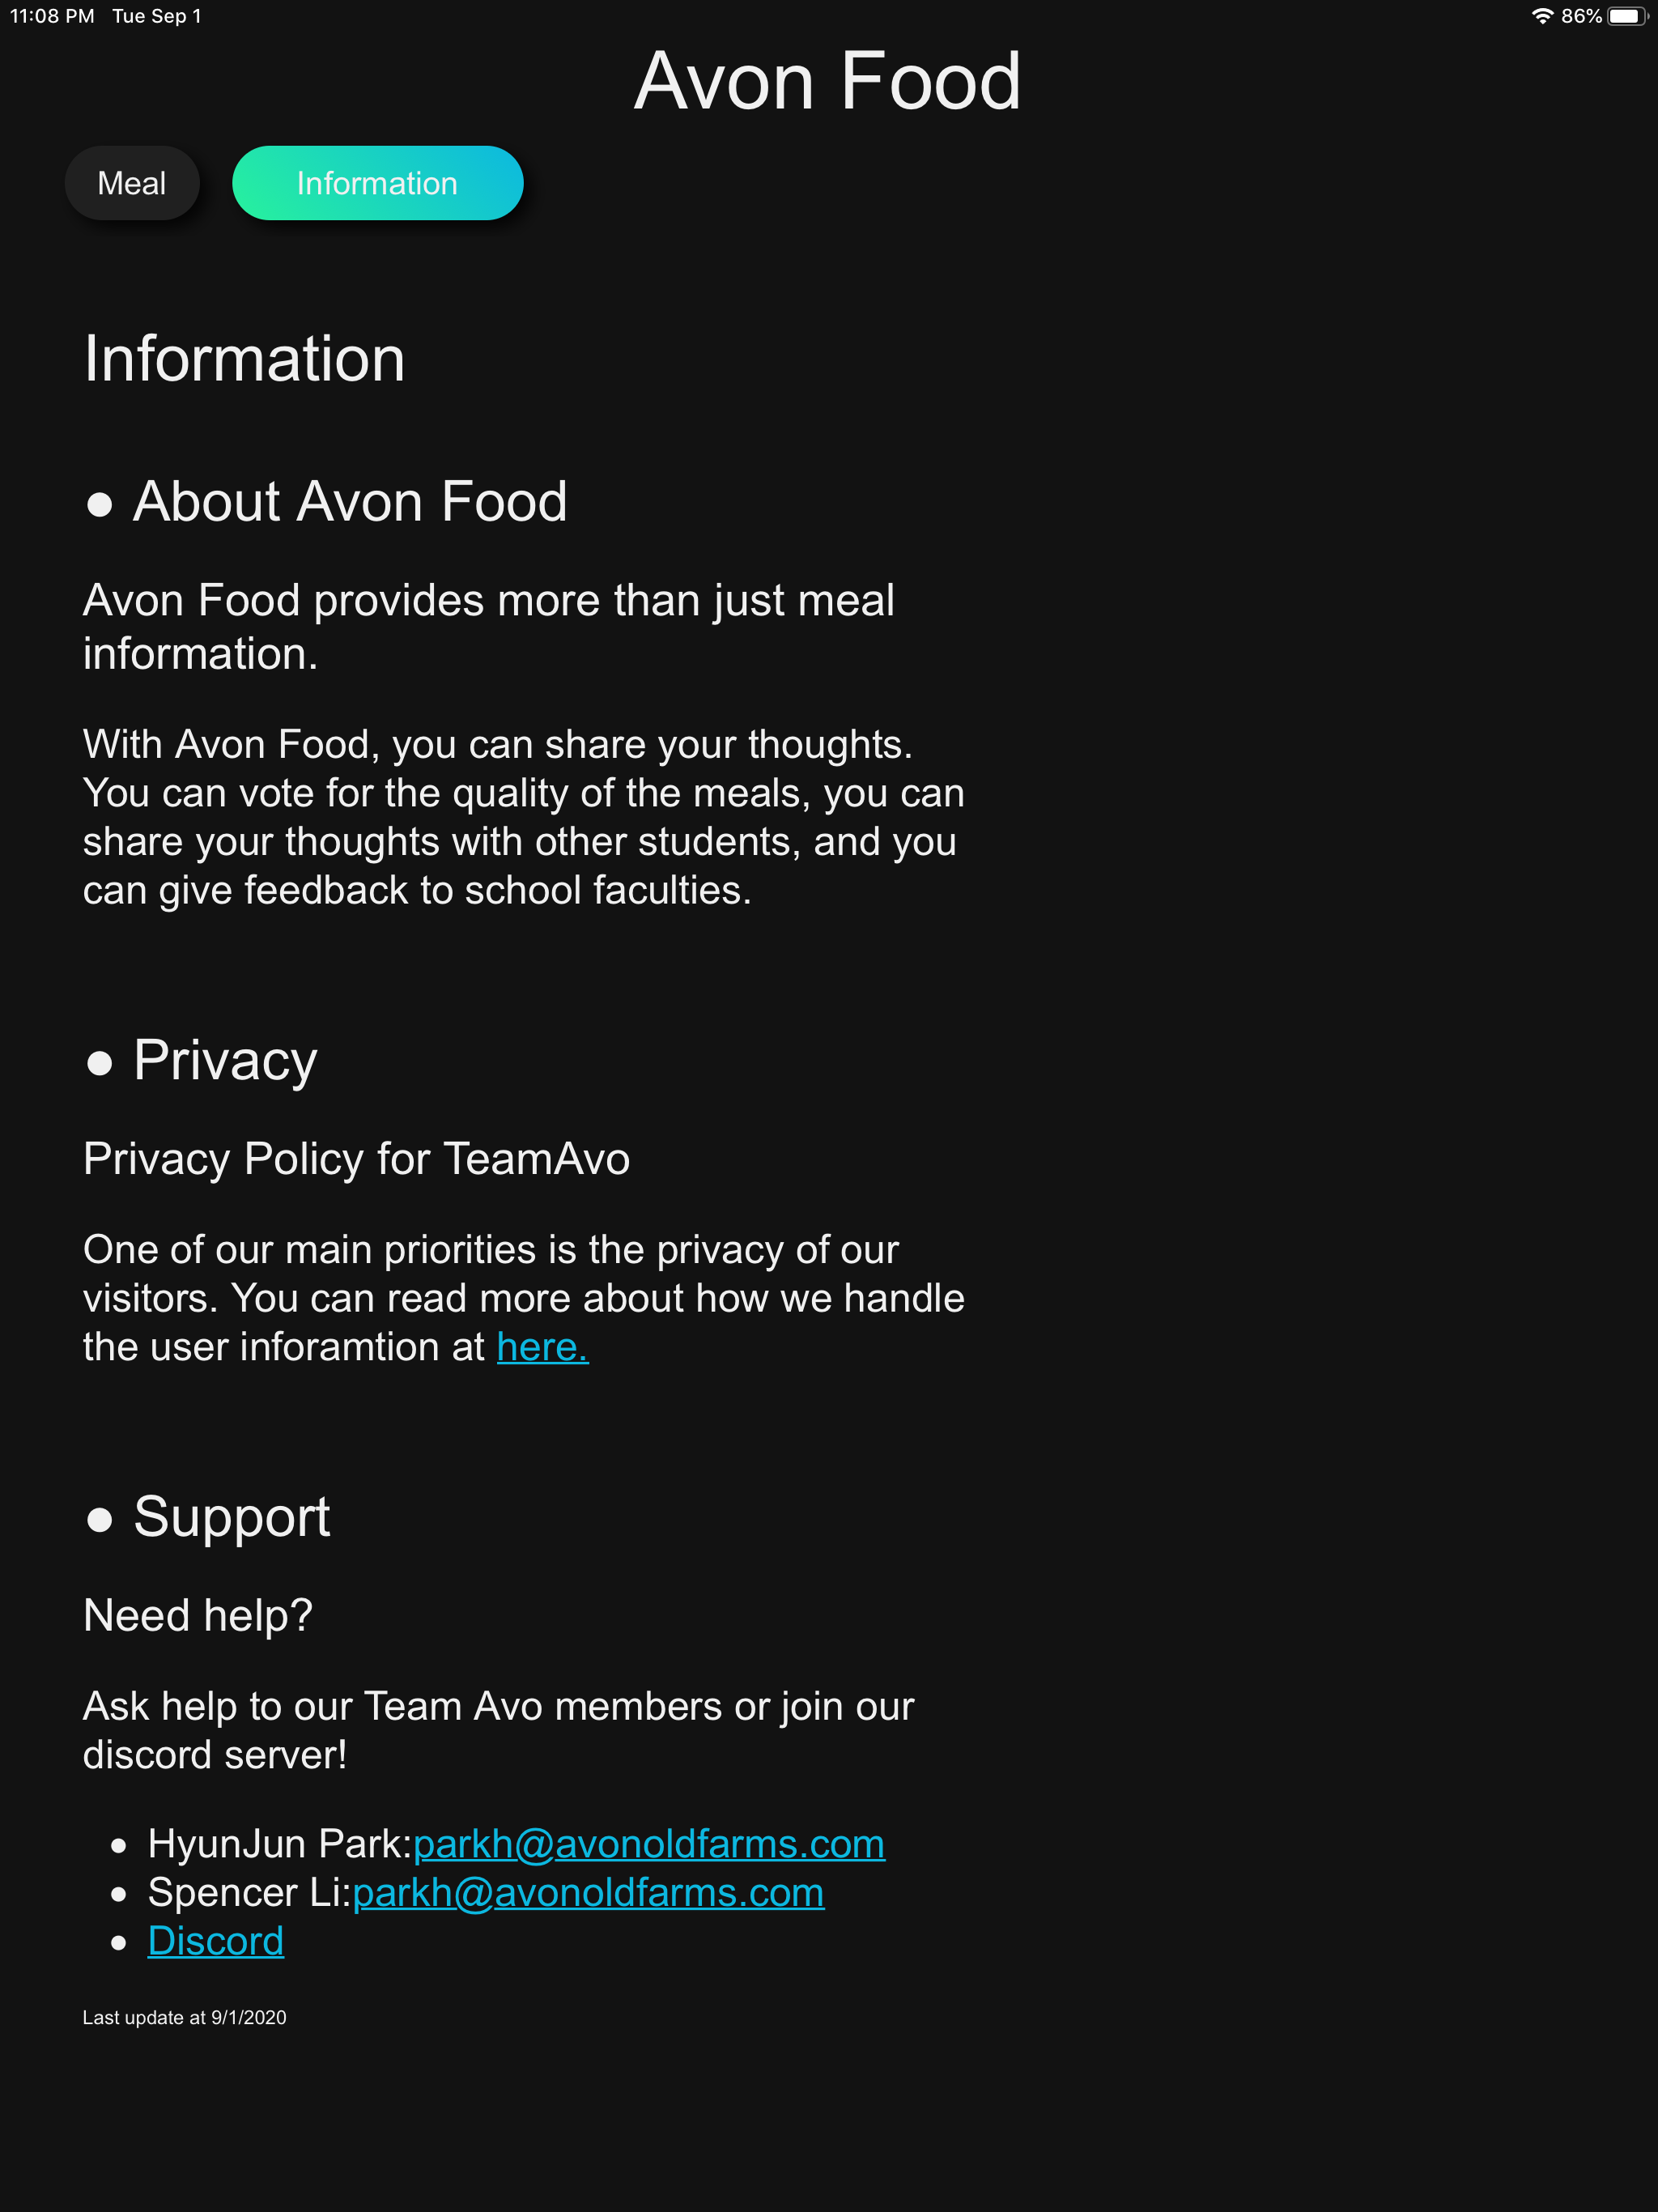 11:08 PM Tue Sep 1 86%
Avon Food
Meal Information
Information
● About Avon Food
Avon Food provides more than just meal
information.
With Avon Food, you can share your thoughts.
You can vote for the quality of the meals, you can
share your thoughts with other students, and you
can give feedback to school faculties.
● Privacy
Privacy Policy for TeamAvo
One of our main priorities is the privacy of our
visitors. You can read more about how we handle
the user inforamtion at here.
● Support
Need help?
Ask help to our Team Avo members or join our
discord server!
● HyunJun Park:parkh@avonoldfarms.com
● Spencer Li:parkh@avonoldfarms.com
● Discord
Last update at 9/1/2020